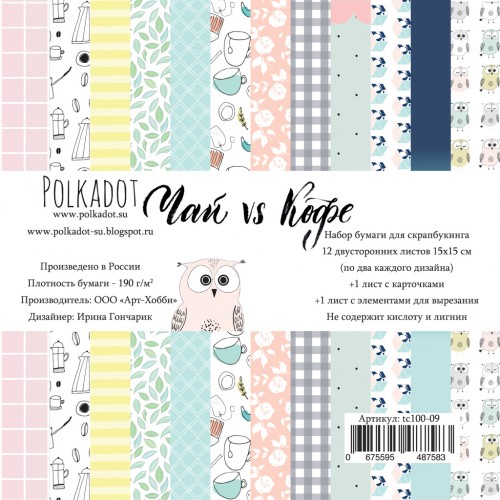 POLKADOT
Чай vs Кофе
www.polkadot.su
www.polkadot-su.blogspot.ru
Произведено в России
Плотность бумаги - 190 г/м²
Производитель: ООО «Арт-Хобби»
Дизайнер: Ирина Гончарик
Набор бумаги для скрапбукинга
12 двусторонних листов 15х15 см
(по два каждого дизайна)
+1 лист с карточками
+1 лист с элементами для вырезания
Не содержит кислоту и лигнин
Артикул: tc100-09
0 675595 487583